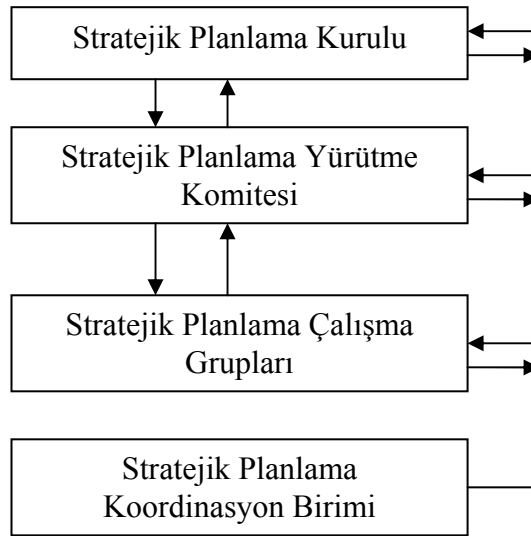 Stratejik Planlama Kurulu
Stratejik Planlama Yürütme
Komitesi
Stratejik Planlama Çalışma
Grupları
Stratejik Planlama
Koordinasyon Birimi